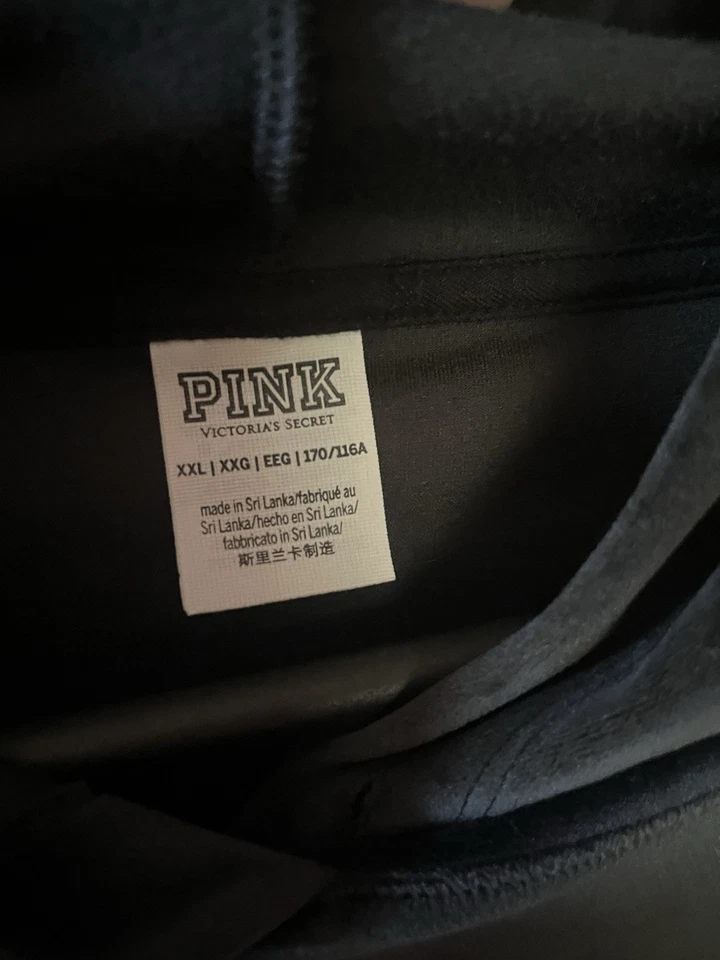 PINK
VICTORIA'S SECRET
XXL | XXG | EEG | 170/116A
made in Sri Lanka/fabriqué au
Sri Lanka/hecho en Sri Lanka/
fabbricato in Sri Lanka/
斯里兰卡制造